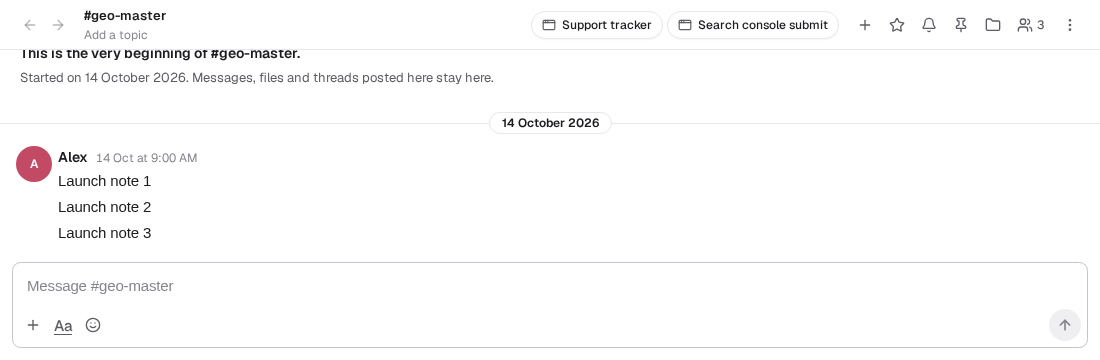 #geo-master
Add a topic
Support tracker
Search console submit
3
This is the very beginning of #geo-master.
Started on 14 October 2026. Messages, files and threads posted here stay here.
14 October 2026
A
Alex 14 Oct at 9:00 AM
Launch note 1
Launch note 2
Launch note 3
Message #geo-master
Aa